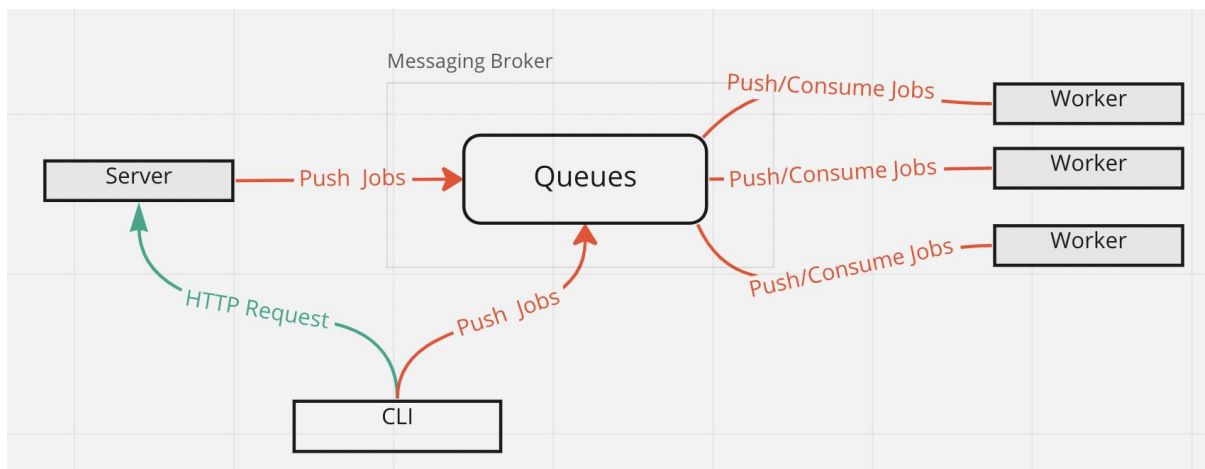 Messaging Broker
Push/Consume Jobs
Worker
Server
Push Jobs
Queues
Push/Consume Jobs
Worker
Push/Consume Jobs
Worker
HTTP Request
Push Jobs
CLI